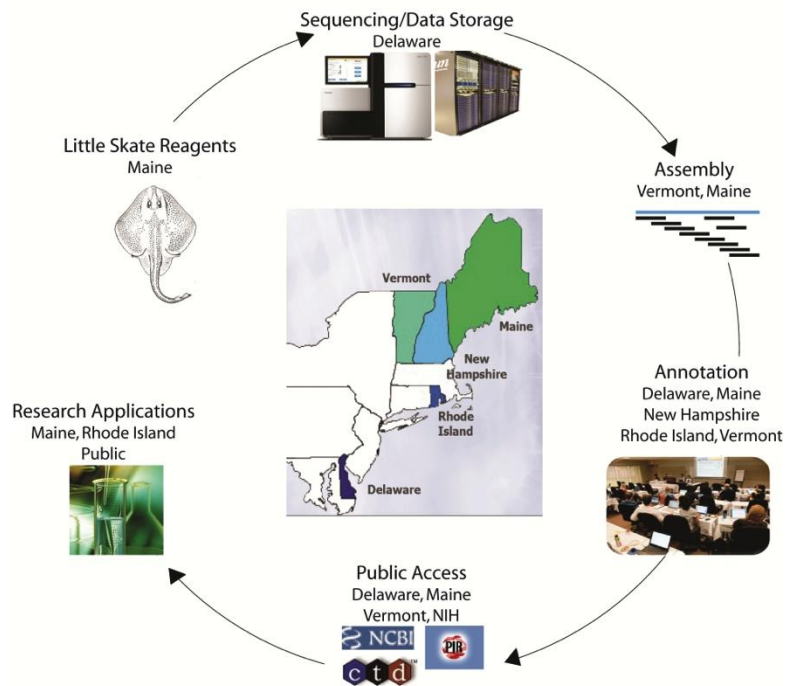 Sequencing/Data Storage
Delaware
Little Skate Reagents
Maine
Assembly
Vermont, Maine
Vermont
Maine
New
Hampshire
Rhode
Island
Delaware
Annotation
Delaware, Maine
New Hampshire
Rhode Island, Vermont
Research Applications
Maine, Rhode Island
Public
Public Access
Delaware, Maine
Vermont, NIH
NCBI
PIR
ctd™